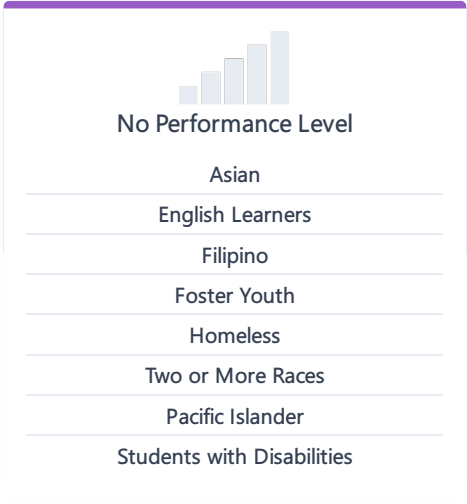 No Performance Level
Asian
English Learners
Filipino
Foster Youth
Homeless
Two or More Races
Pacific Islander
Students with Disabilities